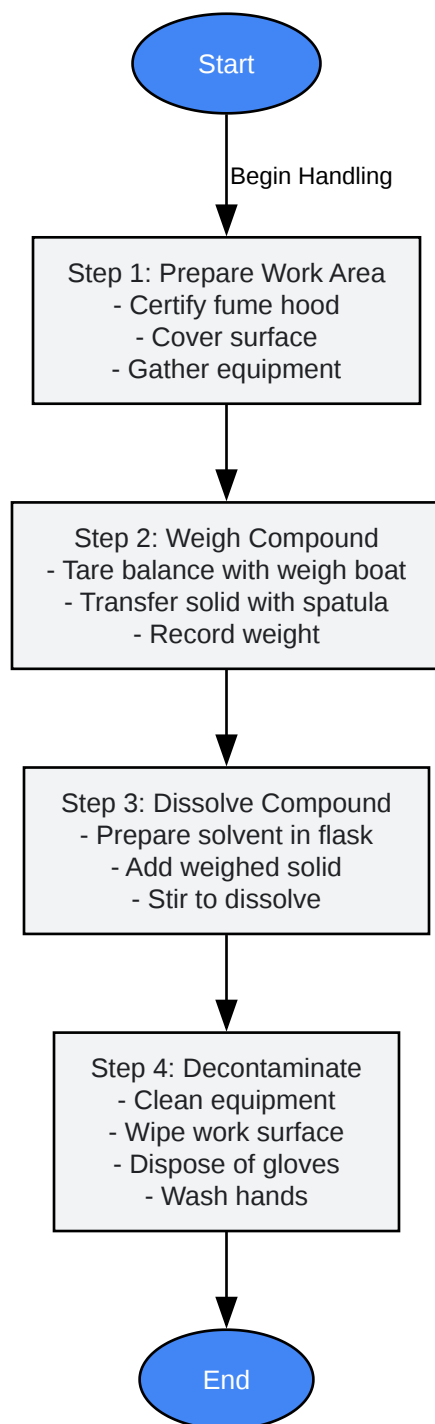 Start
Begin Handling
Step 1: Prepare Work Area
- Certify fume hood
- Cover surface
- Gather equipment
Step 2: Weigh Compound
- Tare balance with weigh boat
- Transfer solid with spatula
- Record weight
Step 3: Dissolve Compound
- Prepare solvent in flask
- Add weighed solid
- Stir to dissolve
Step 4: Decontaminate
- Clean equipment
- Wipe work surface
- Dispose of gloves
- Wash hands
End